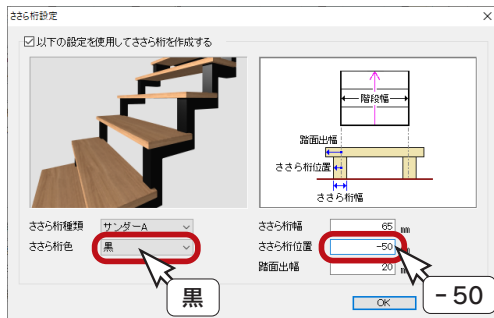 ささら桁設定
以下の設定を使用してささら桁を作成する
階段幅
踏面出幅
ささら桁位置
ささら桁幅
ささら桁種類 サンダーA
ささら桁色 黒
ささら桁幅 65 mm
ささら桁位置 -50
踏面出幅 20
OK
黒
-50